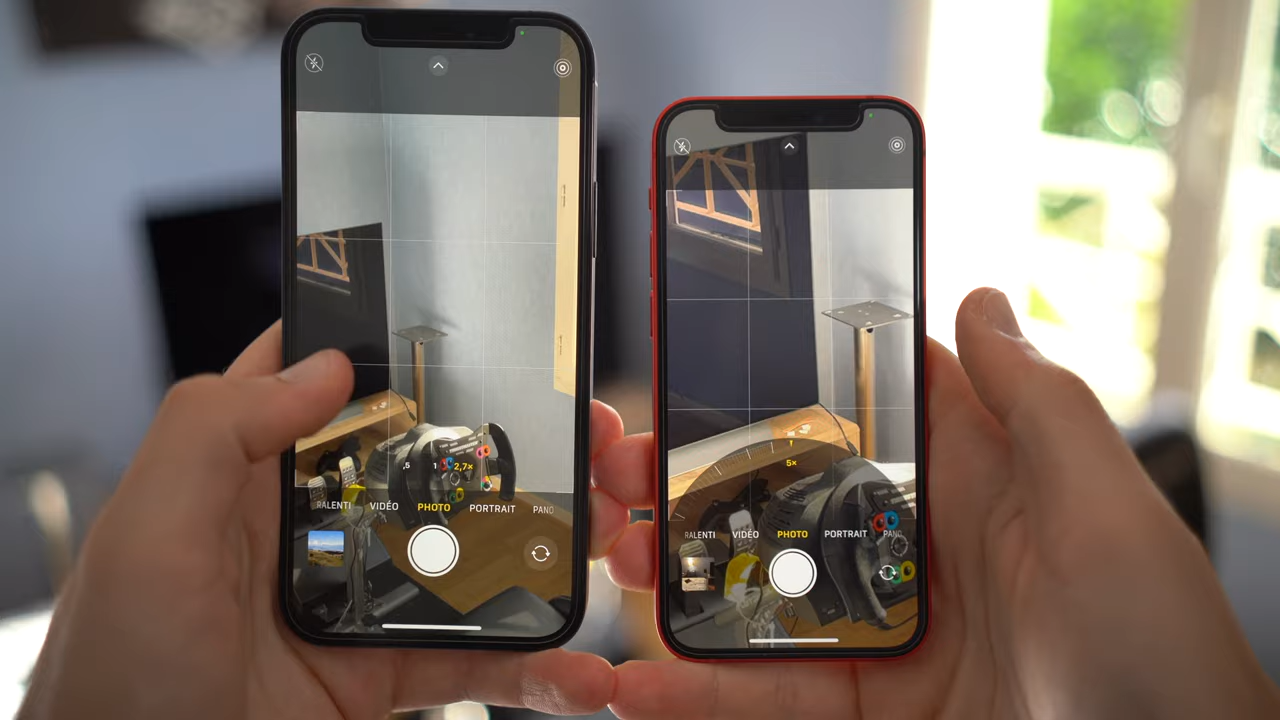 ,5 1 2,7×
RALENTI VIDÉO PHOTO PORTRAIT PANO
5×
RALENTI VIDÉO PHOTO PORTRAIT PANO